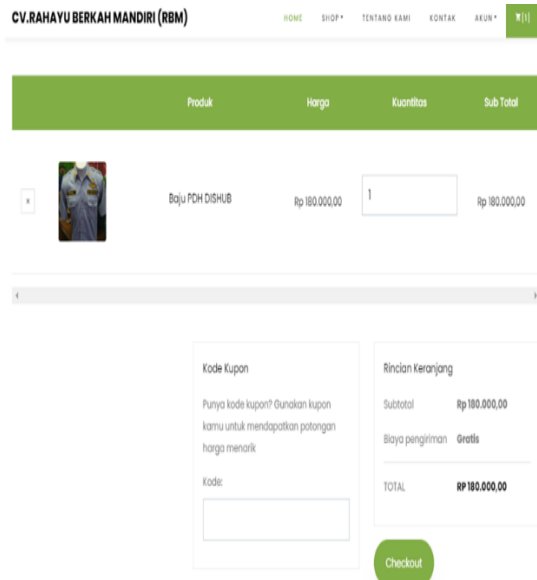 CV.RAHAYU BERKAH MANDIRI (RBM)
HOME SHOP TENTANG KAMI KONTAK AKUN [1]
Produk Harga Kuantitas Sub Total
x Baju PDH DISHUB Rp 180.000,00 1 Rp 180.000,00
Kode Kupon
Punya kode kupon? Gunakan kupon
kamu untuk mendapatkan potongan
harga menarik
Kode:
Rincian Keranjang
Subtotal Rp 180.000,00
Biaya pengiriman Gratis
TOTAL RP 180.000,00
Checkout